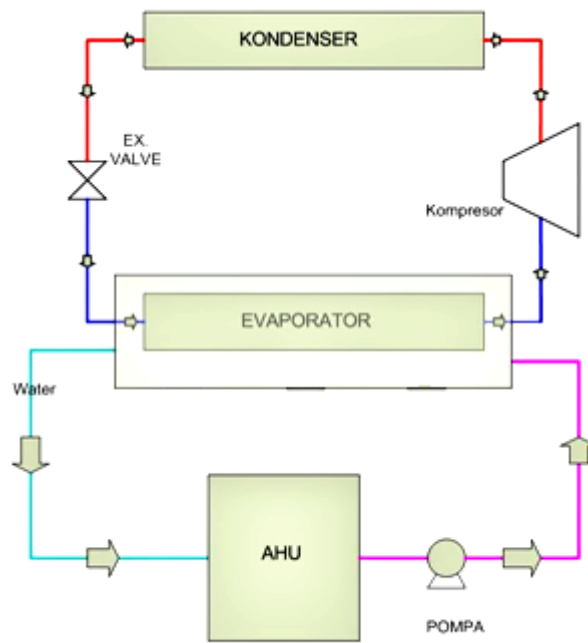 KONDENSER
EX.
VALVE
Kompresor
EVAPORATOR
Water
AHU
POMPA